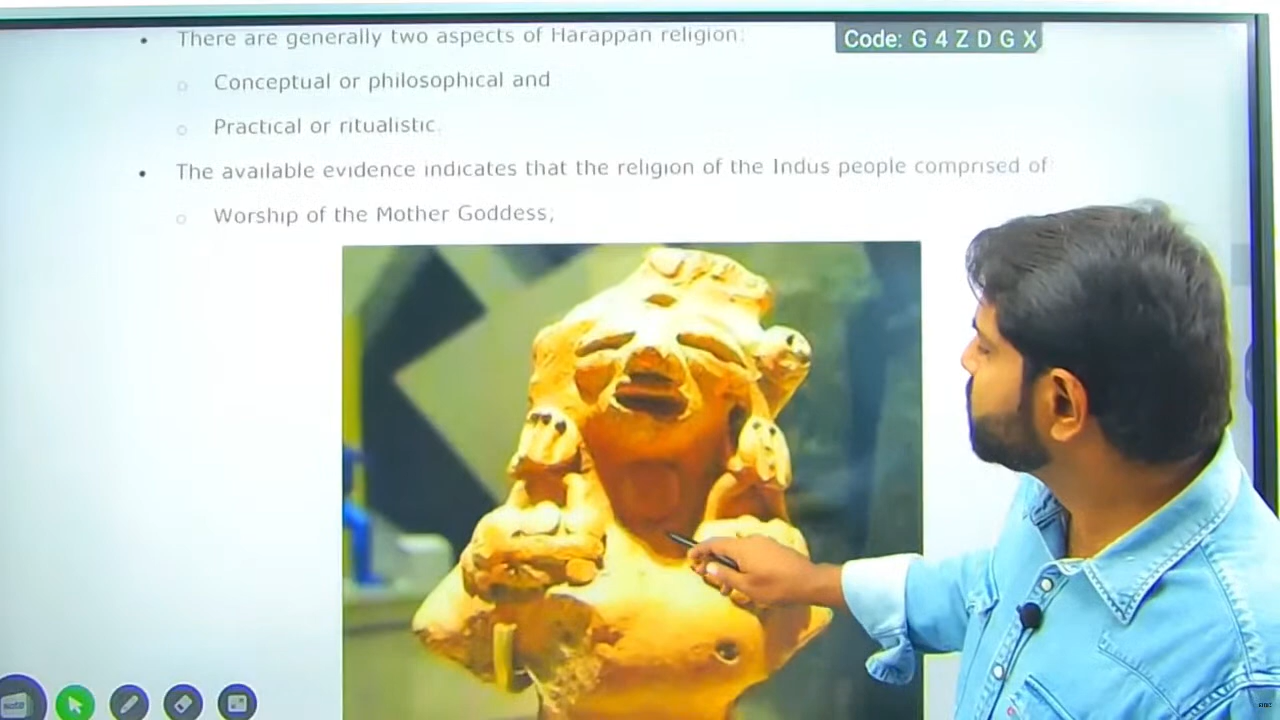 There are generally two aspects of Harappan religion:
Code: G 4 Z D G X
Conceptual or philosophical and
Practical or ritualistic.
The available evidence indicates that the religion of the Indus people comprised of:
Worship of the Mother Goddess;
note